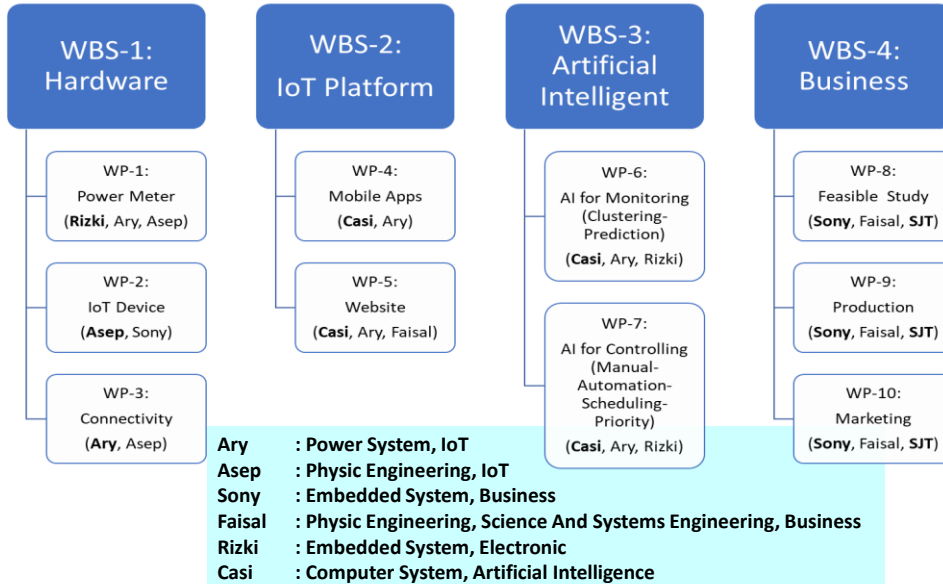 WBS-1:
Hardware
WP-1:
Power Meter
(Rizki, Ary, Asep)
WP-2:
IoT Device
(Asep, Sony)
WP-3:
Connectivity
(Ary, Asep)
WBS-2:
IoT Platform
WP-4:
Mobile Apps
(Casi, Ary)
WP-5:
Website
(Casi, Ary, Faisal)
WBS-3:
Artificial
Intelligent
WP-6:
AI for Monitoring
(Clustering-
Prediction)
(Casi, Ary, Rizki)
WP-7:
AI for Controlling
(Manual-
Automation-
Scheduling-
Priority)
(Casi, Ary, Rizki)
WBS-4:
Business
WP-8:
Feasible Study
(Sony, Faisal, SJT)
WP-9:
Production
(Sony, Faisal, SJT)
WP-10:
Marketing
(Sony, Faisal, SJT)
Ary : Power System, IoT
Asep : Physic Engineering, IoT
Sony : Embedded System, Business
Faisal : Physic Engineering, Science And Systems Engineering, Business
Rizki : Embedded System, Electronic
Casi : Computer System, Artificial Intelligence